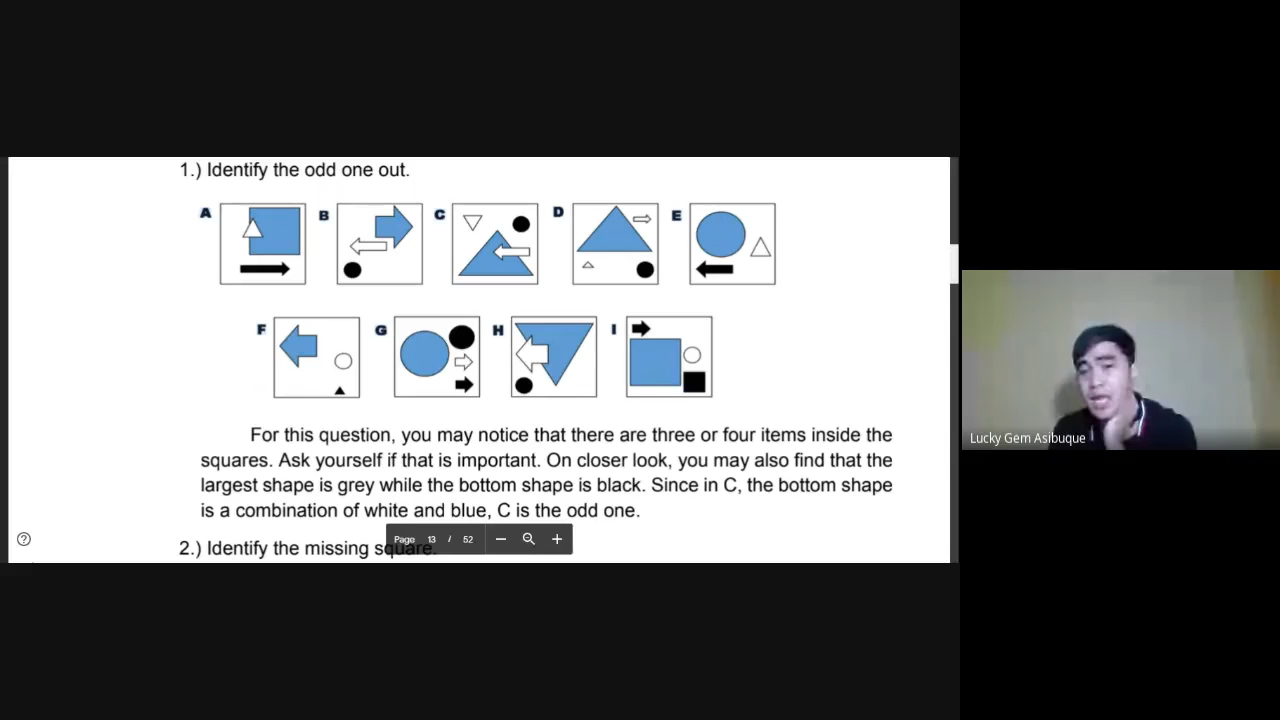 1.) Identify the odd one out.
A B C D E
F G H I
For this question, you may notice that there are three or four items inside the
squares. Ask yourself if that is important. On closer look, you may also find that the
largest shape is grey while the bottom shape is black. Since in C, the bottom shape
is a combination of white and blue, C is the odd one.
2.) Identify the missing square.
Page 13 / 52
Lucky Gem Asibuque